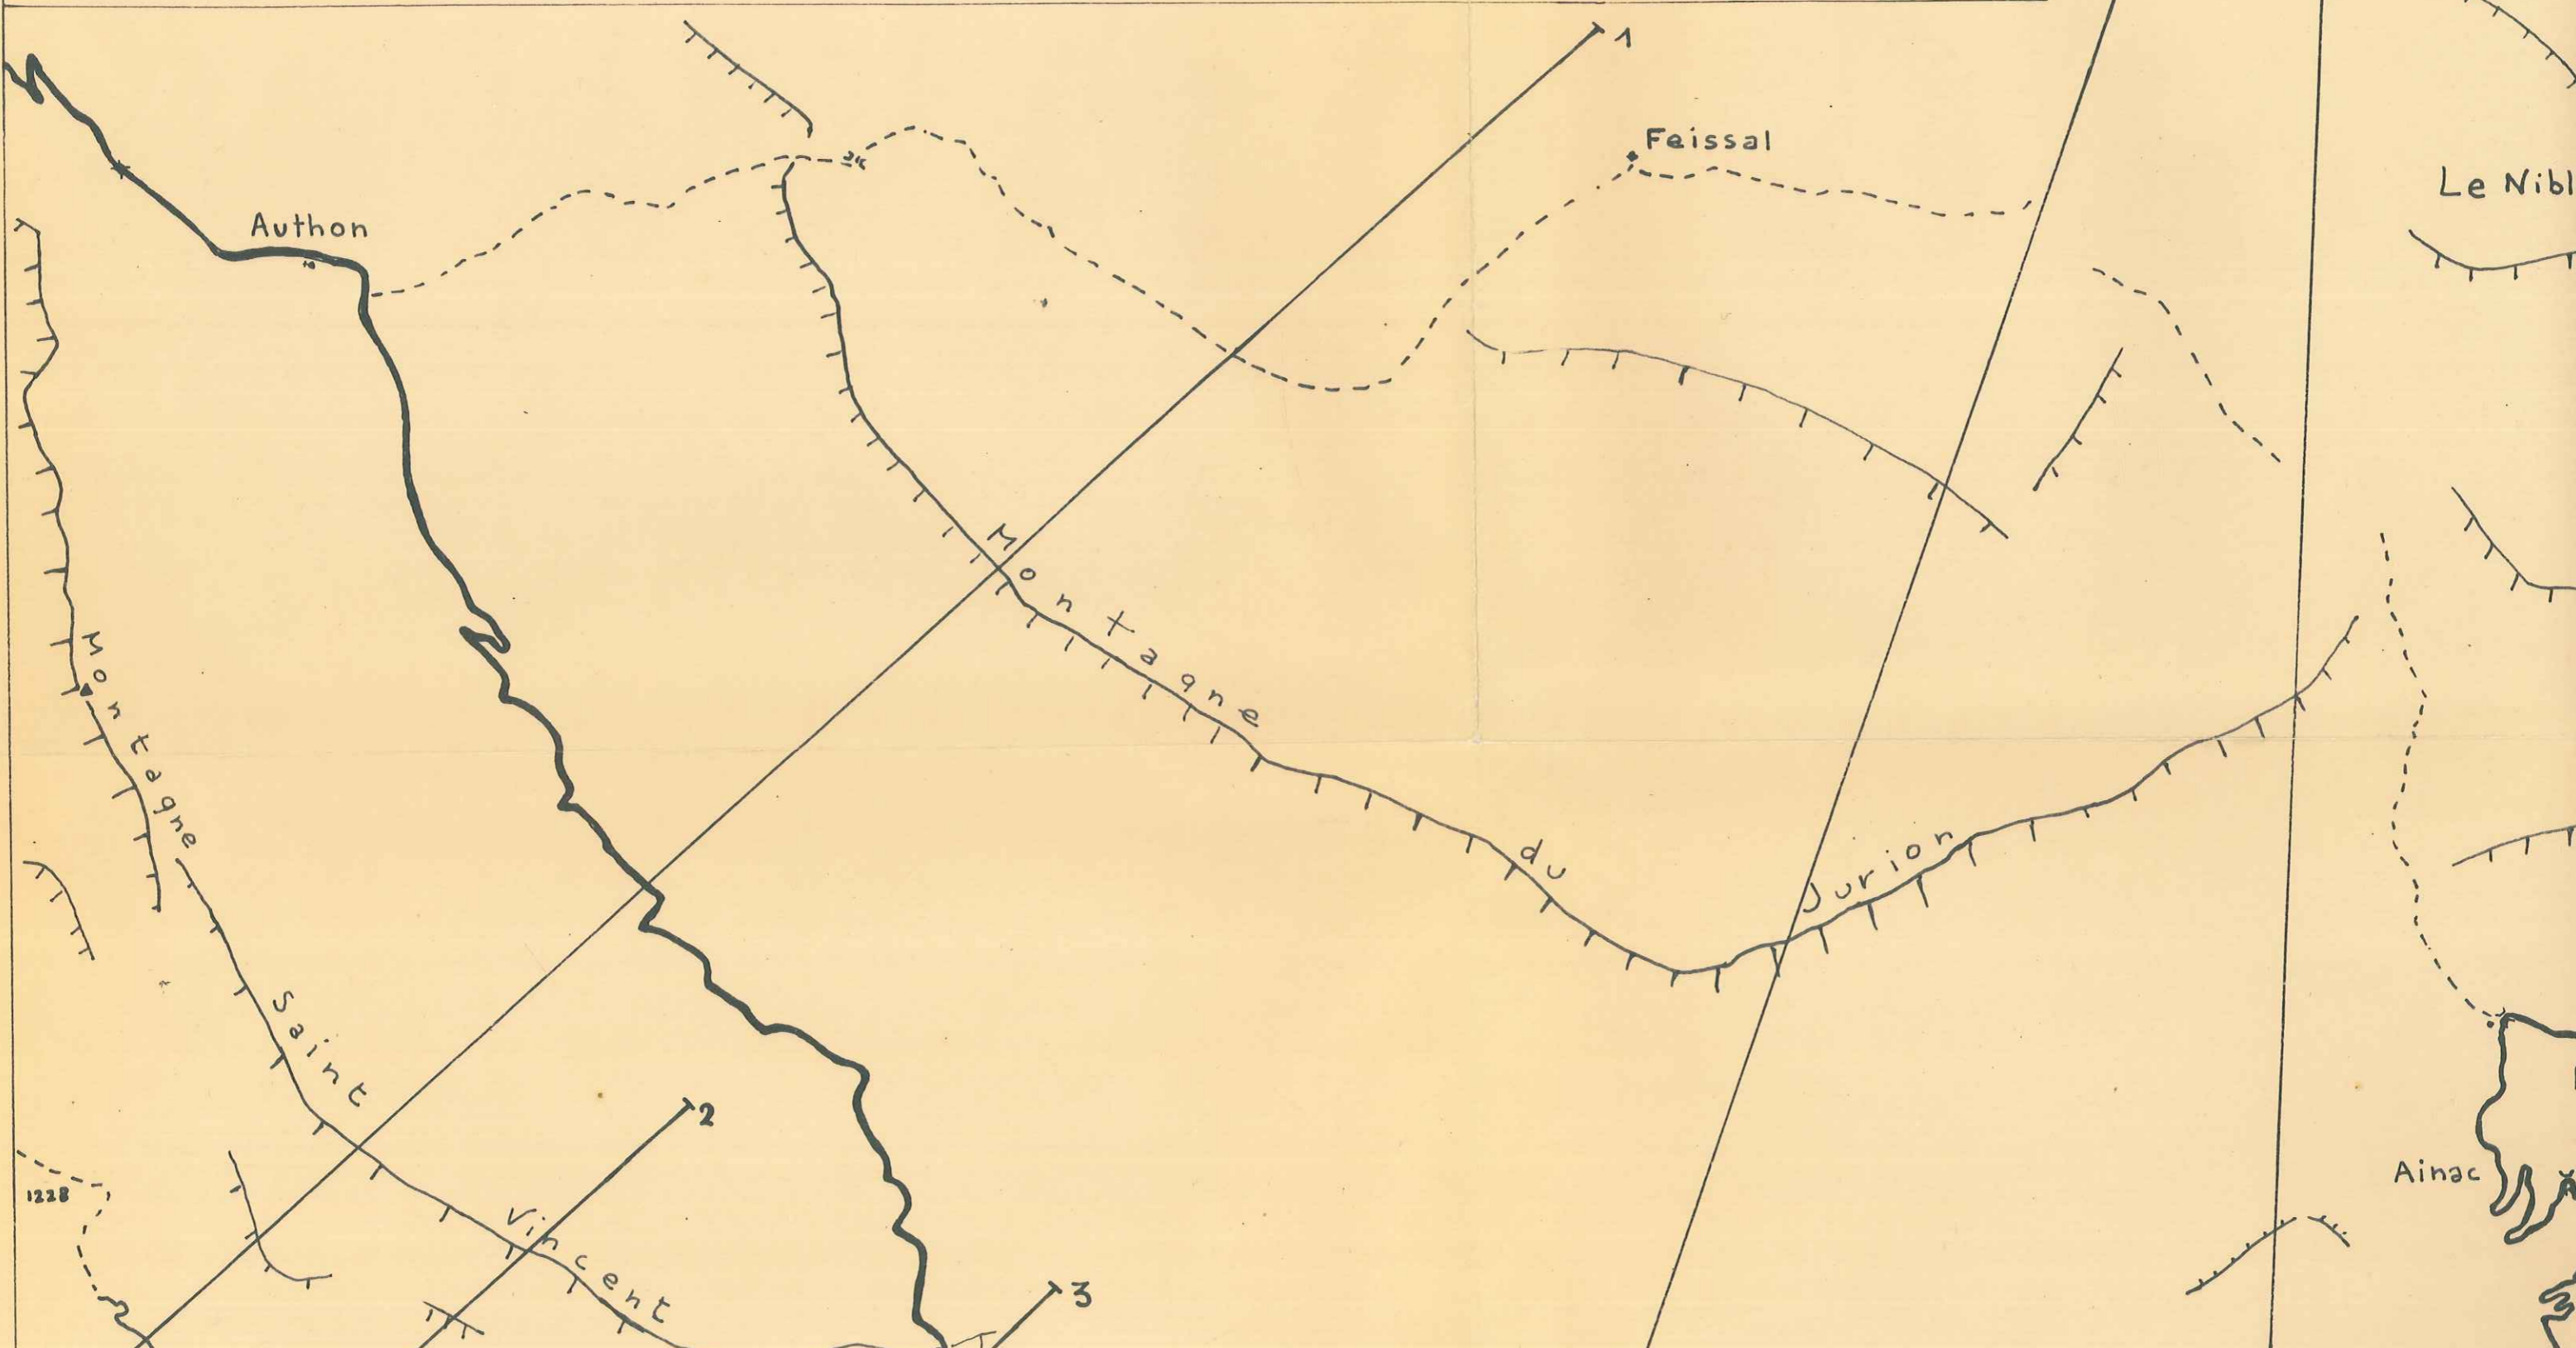 1
Feissal
Le Nibl
Authon
Montagne
du
Jurion
Montagne
Saint
Vincent
Ainac
1228
2
3